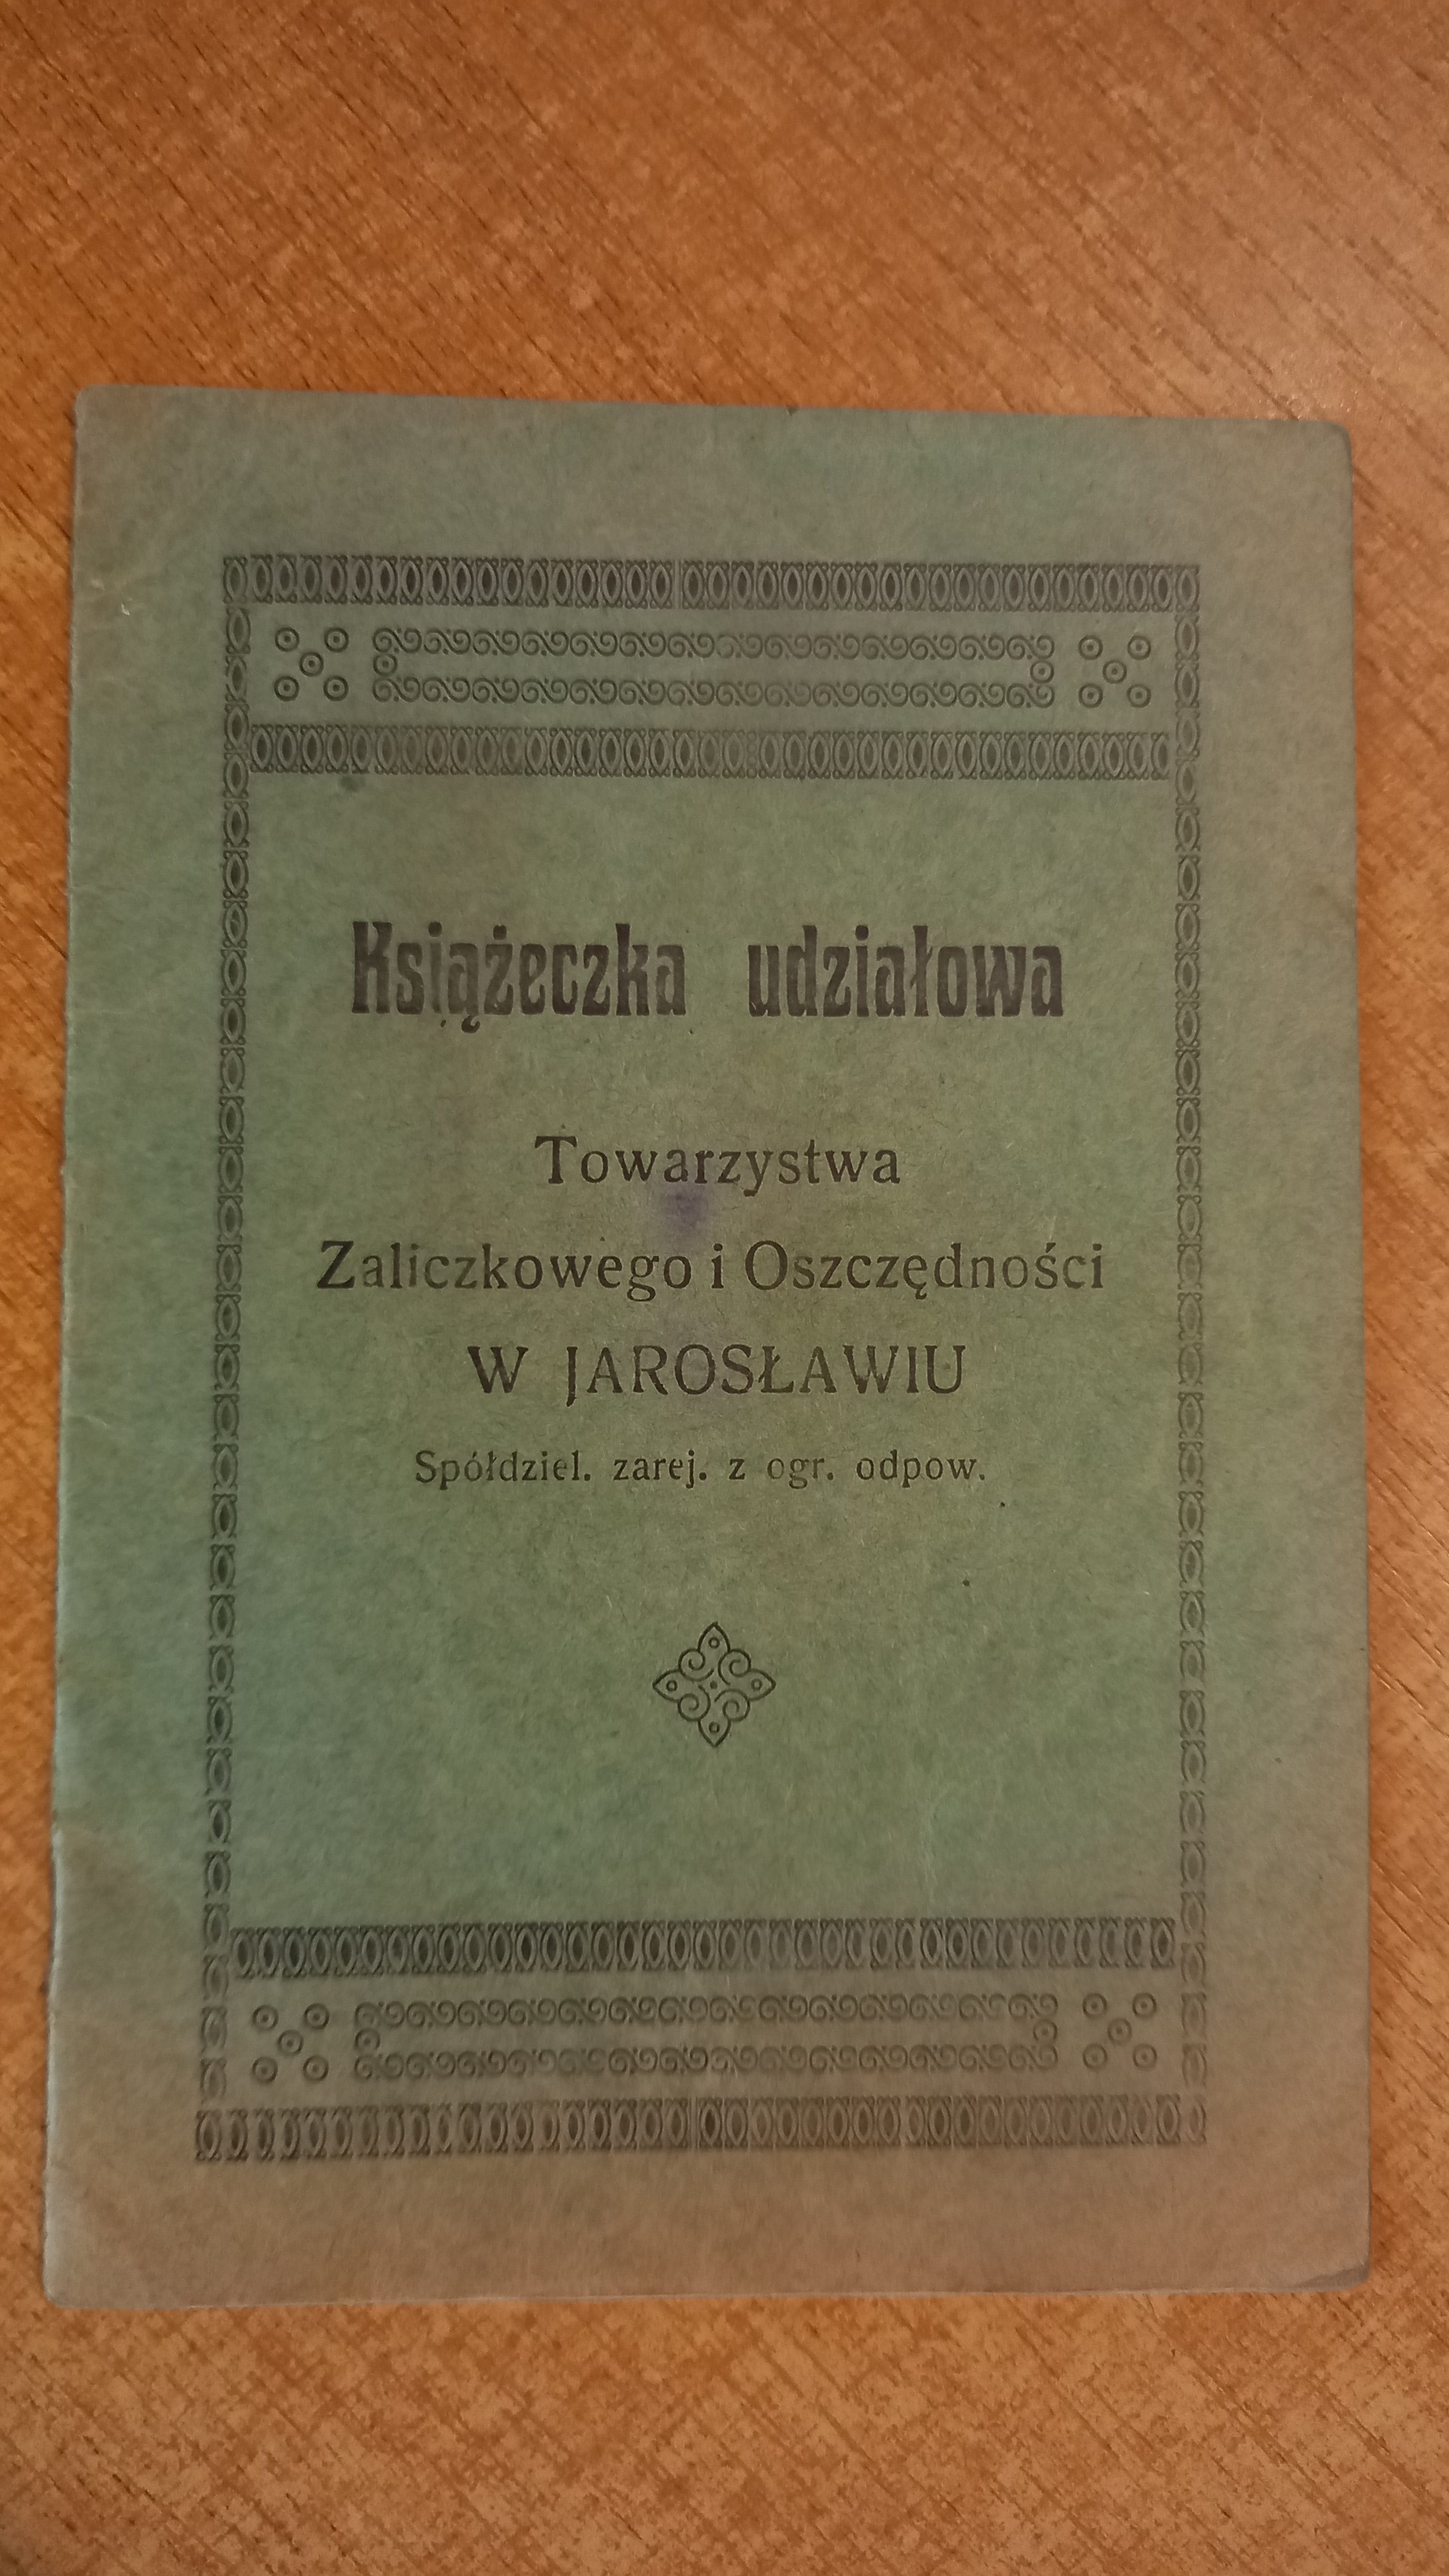 Książeczka udziałowa
Towarzystwa
Zaliczkowego i Oszczędności
W JAROSŁAWIU
Spółdziel. zarej. z ogr. odpow.